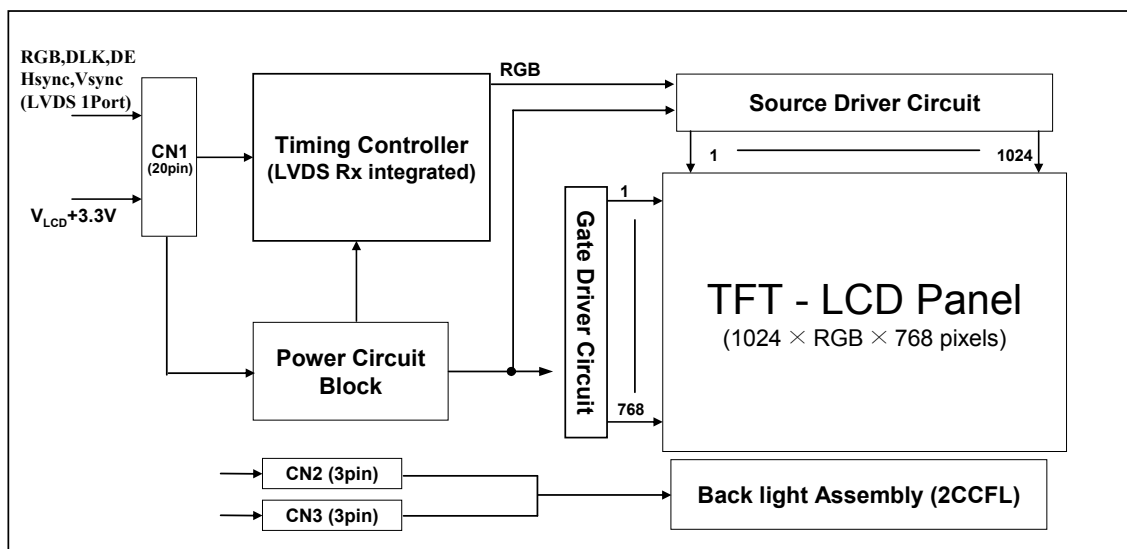 RGB,DLK,DE
Hsync,Vsync
(LVDS 1Port)
V_LCD+3.3V
CN1
(20pin)
Timing Controller
(LVDS Rx integrated)
RGB
Source Driver Circuit
1
1024
Gate Driver Circuit
1
768
TFT - LCD Panel
(1024 × RGB × 768 pixels)
Power Circuit
Block
CN2 (3pin)
CN3 (3pin)
Back light Assembly (2CCFL)